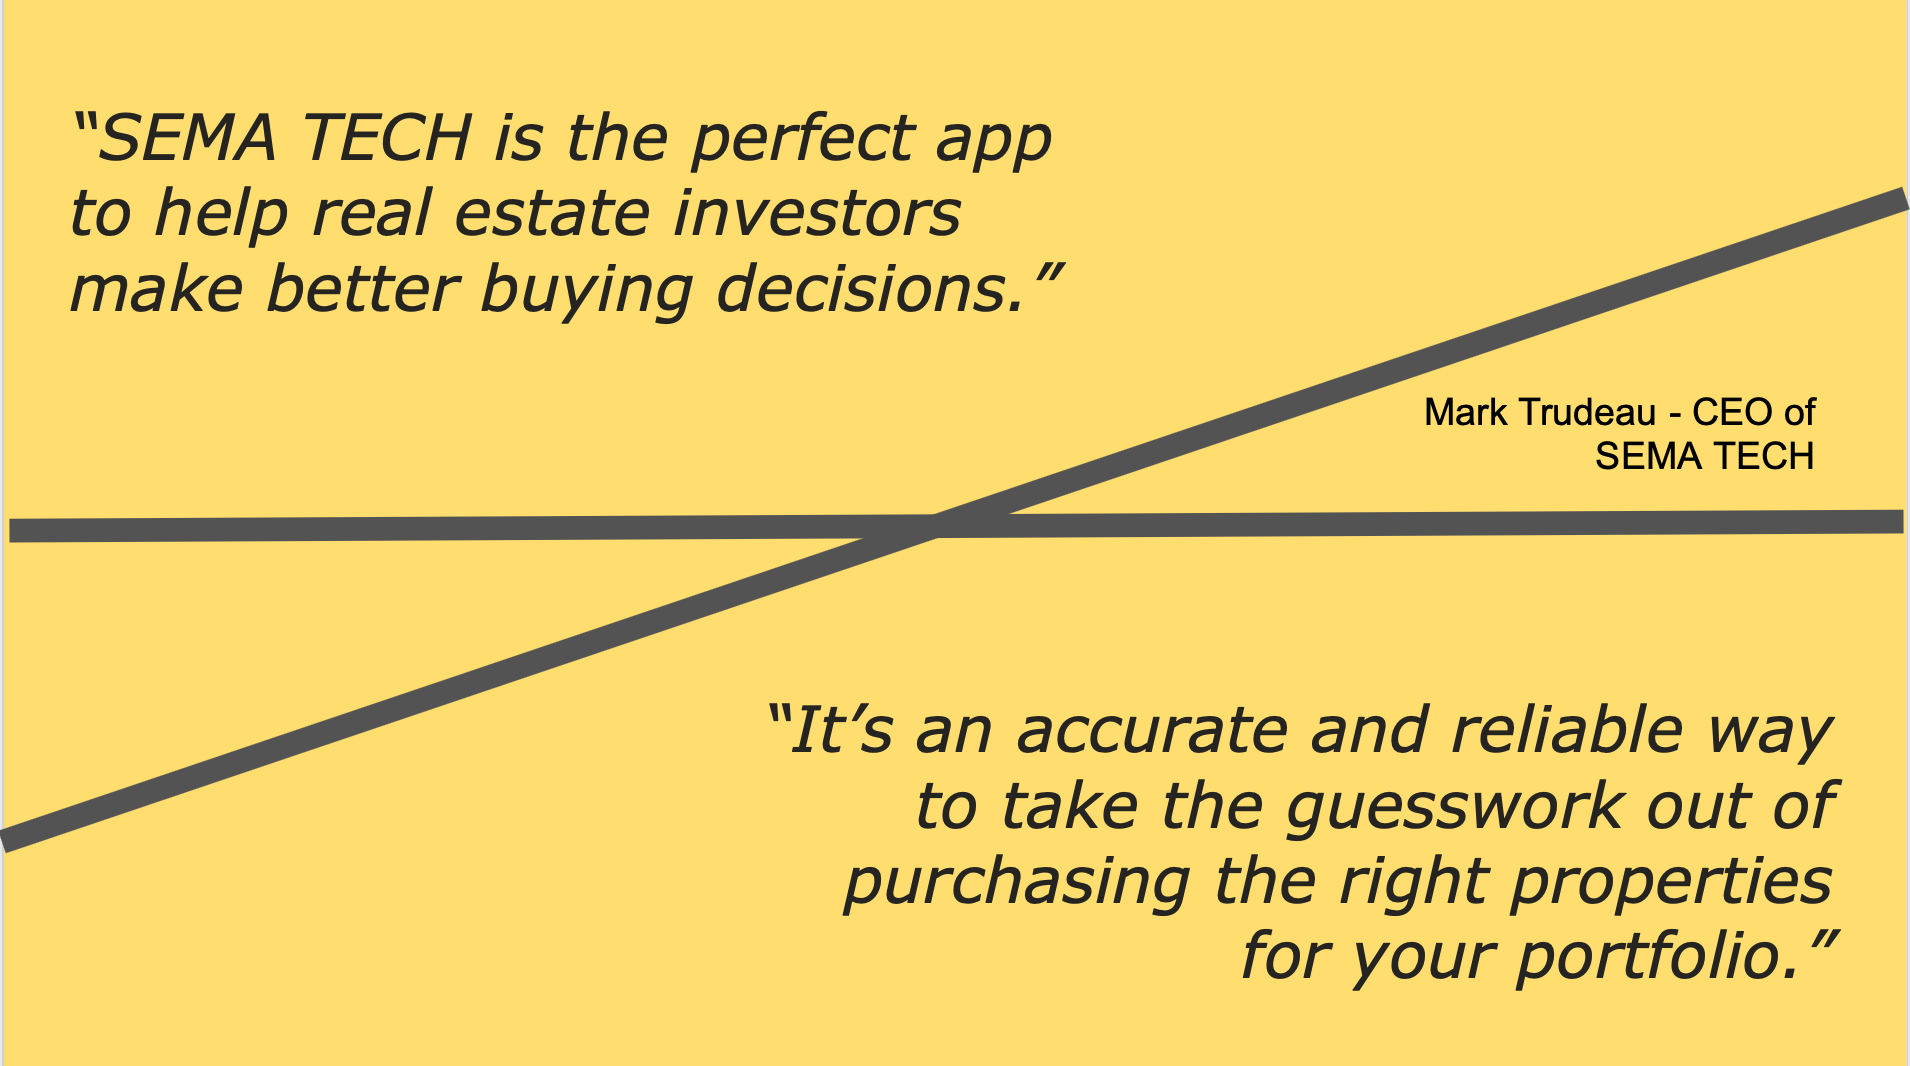 “SEMA TECH is the perfect app
to help real estate investors
make better buying decisions.”
Mark Trudeau - CEO of
SEMA TECH
“It’s an accurate and reliable way
to take the guesswork out of
purchasing the right properties
for your portfolio.”